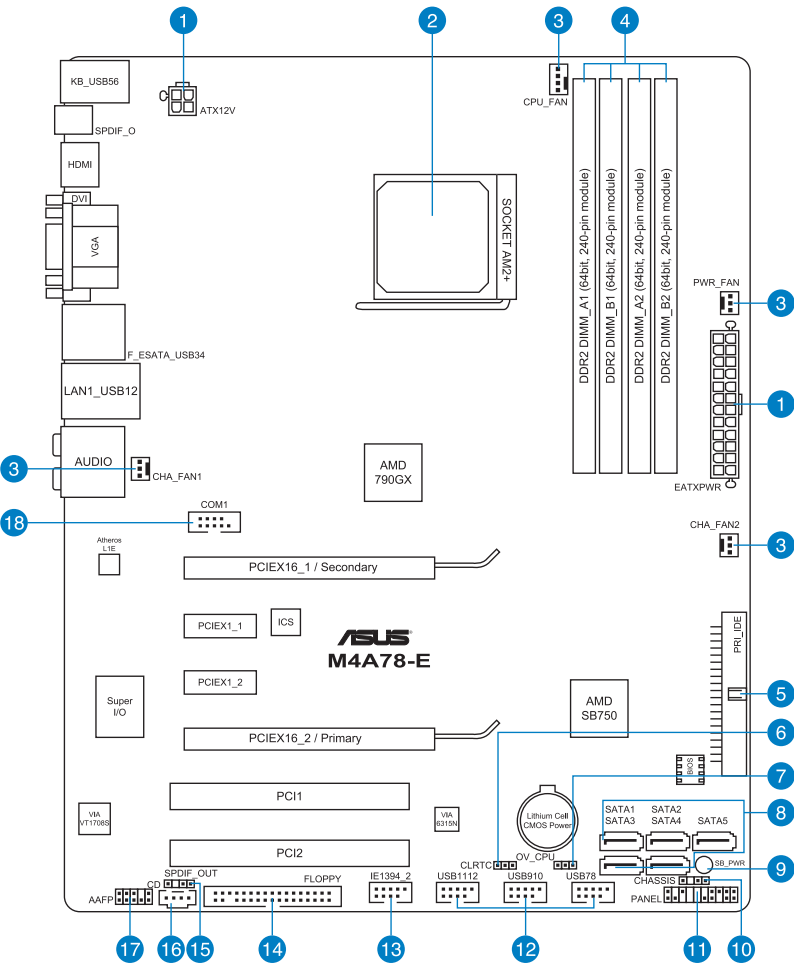 1
2
3
4
KB_USB56
ATX12V
CPU_FAN
SPDIF_O
HDMI
DVI
VGA
SOCKET AM2+
DDR2 DIMM_A1 (64bit, 240-pin module)
DDR2 DIMM_B1 (64bit, 240-pin module)
DDR2 DIMM_A2 (64bit, 240-pin module)
DDR2 DIMM_B2 (64bit, 240-pin module)
PWR_FAN
3
F_ESATA_USB34
LAN1_USB12
1
AUDIO
3
CHA_FAN1
AMD
790GX
EATXPWR
COM1
18
CHA_FAN2
3
Atheros
L1E
PCIEX16_1 / Secondary
PCIEX1_1
ICS
ASUS
M4A78-E
PRI_IDE
PCIEX1_2
Super
I/O
AMD
SB750
5
PCIEX16_2 / Primary
6
BIOS
7
PCI1
VIA
VT1708S
VIA
6315N
Lithium Cell
CMOS Power
SATA1
SATA3
SATA2
SATA4
SATA5
8
PCI2
OV_CPU
CLRTC
SB_PWR
9
SPDIF_OUT
CD
AAFP
FLOPPY
IE1394_2
USB1112
USB910
USB78
CHASSIS
PANEL
17
16
15
14
13
12
11
10